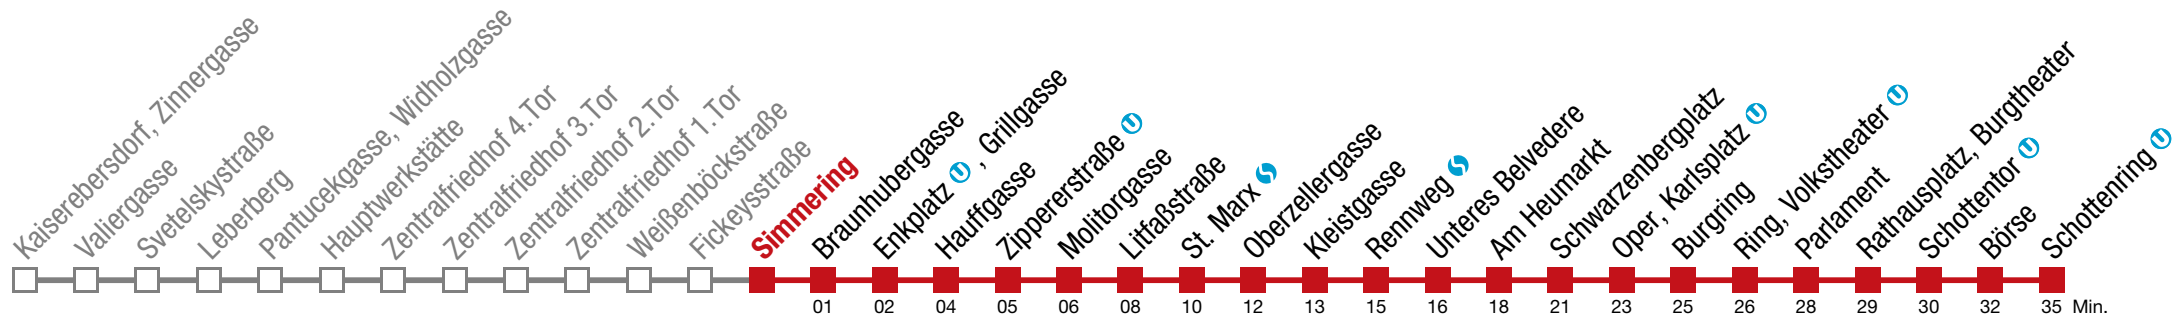 Kaiserebersdorf, Zinnergasse
Valiergasse
Svetelskystraße
Leberberg
Pantucekgasse, Widholzgasse
Hauptwerkstätte
Zentralfriedhof 4.Tor
Zentralfriedhof 3.Tor
Zentralfriedhof 2.Tor
Zentralfriedhof 1.Tor
Weißenböckstraße
Fickeysstraße
Simmering
Braunhubergasse
Enkplatz U , Grillgasse
Hauffgasse
Zippererstraße U
Molitorgasse
Litfaßstraße
St. Marx S
Oberzellergasse
Kleistgasse
Rennweg S
Unteres Belvedere
Am Heumarkt
Schwarzenbergplatz
Oper, Karlsplatz U
Burgring
Ring, Volkstheater U
Parlament
Rathausplatz, Burgtheater
Schottentor U
Börse
Schottenring U
01 02 04 05 06 08 10 12 13 15 16 18 21 23 25 26 28 29 30 32 35 Min.